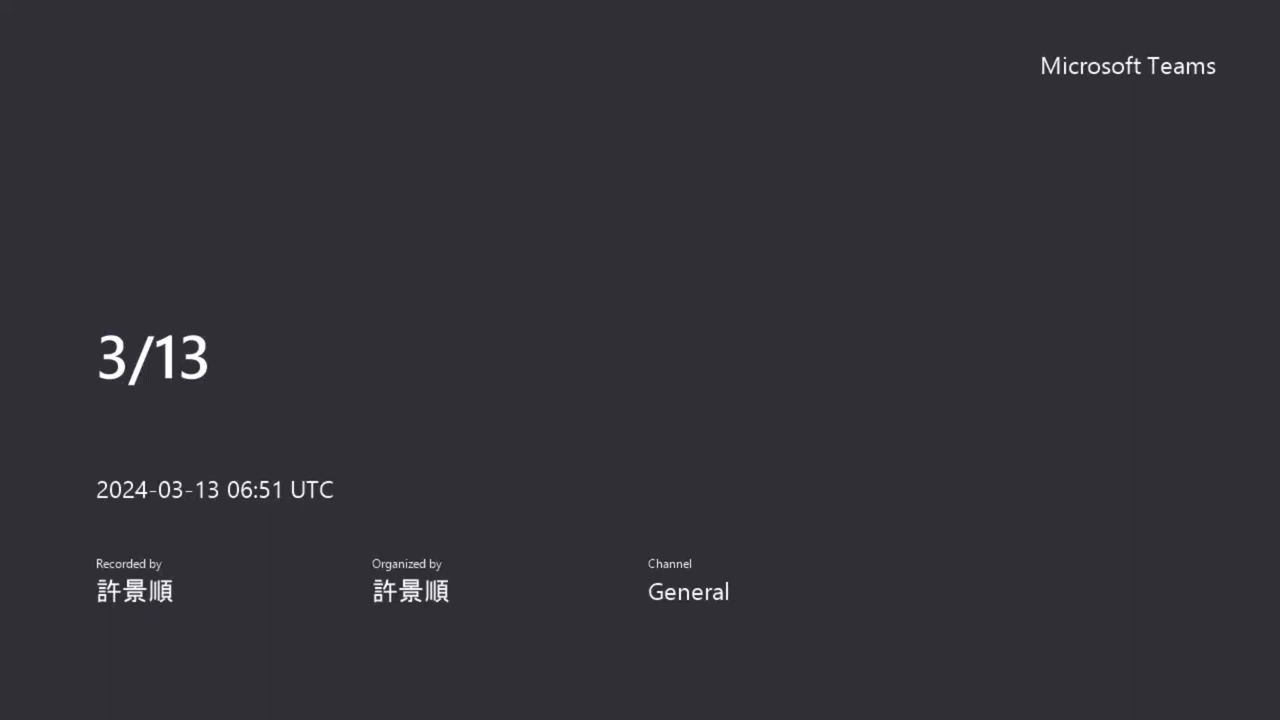 Microsoft Teams
3/13
2024-03-13 06:51 UTC
Recorded by
許景順
Organized by
許景順
Channel
General